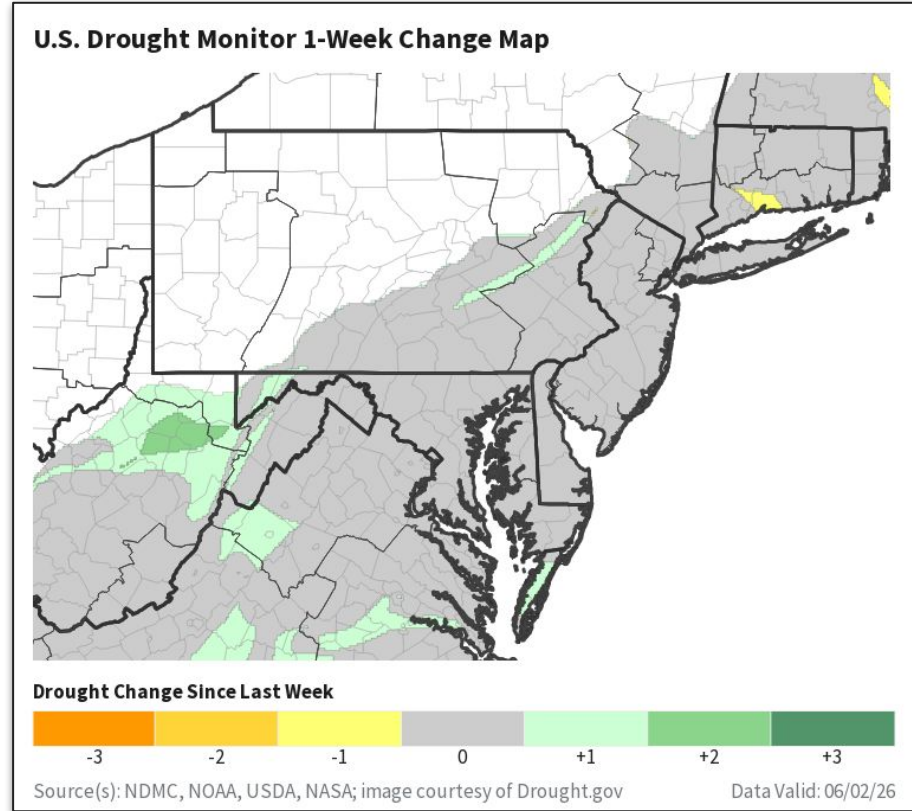 U.S. Drought Monitor 1-Week Change Map
Drought Change Since Last Week
-3 -2 -1 0 +1 +2 +3
Source(s): NDMC, NOAA, USDA, NASA; image courtesy of Drought.gov Data Valid: 06/02/26